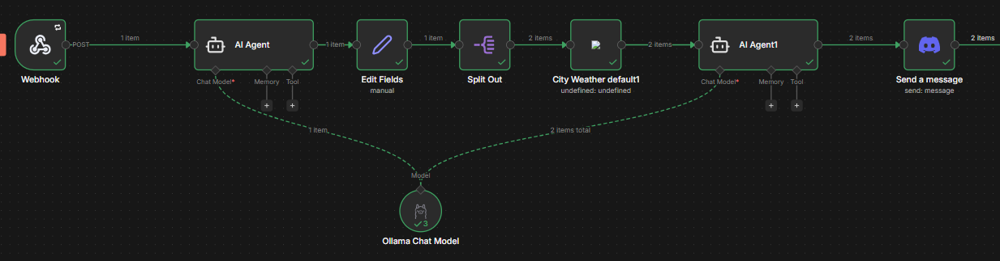 POST
1 item
AI Agent
1 item
1 item
2 items
2 items
AI Agent1
2 items
2 items
Webhook
Chat Model*
Memory
Tool
Edit Fields
manual
Split Out
City Weather default1
undefined: undefined
Chat Model*
Memory
Tool
Send a message
send: message
+
+
+
+
1 item
2 items total
Model
3
Ollama Chat Model